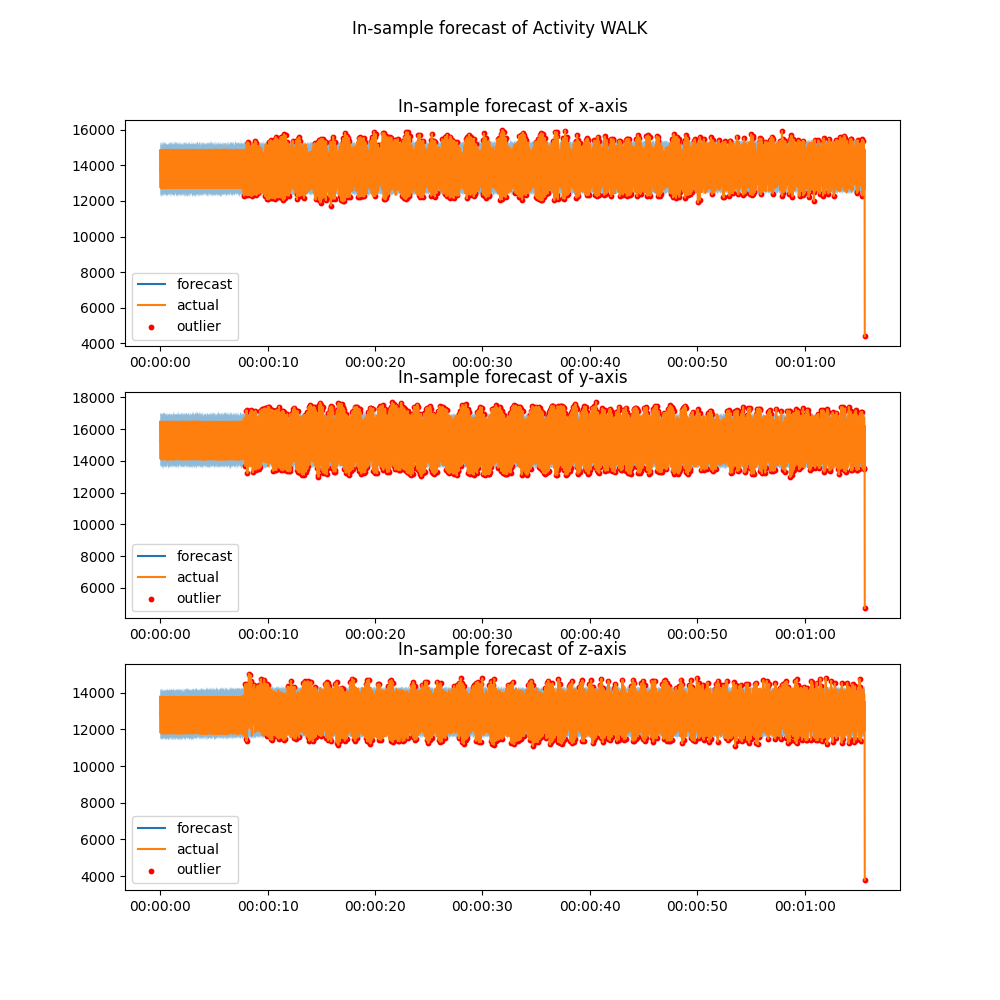 In-sample forecast of Activity WALK
In-sample forecast of x-axis
16000
14000
12000
10000
8000
6000
4000
forecast
actual
outlier
00:00:00 00:00:10 00:00:20 00:00:30 00:00:40 00:00:50 00:01:00
In-sample forecast of y-axis
18000
16000
14000
12000
10000
8000
6000
forecast
actual
outlier
00:00:00 00:00:10 00:00:20 00:00:30 00:00:40 00:00:50 00:01:00
In-sample forecast of z-axis
14000
12000
10000
8000
6000
4000
forecast
actual
outlier
00:00:00 00:00:10 00:00:20 00:00:30 00:00:40 00:00:50 00:01:00